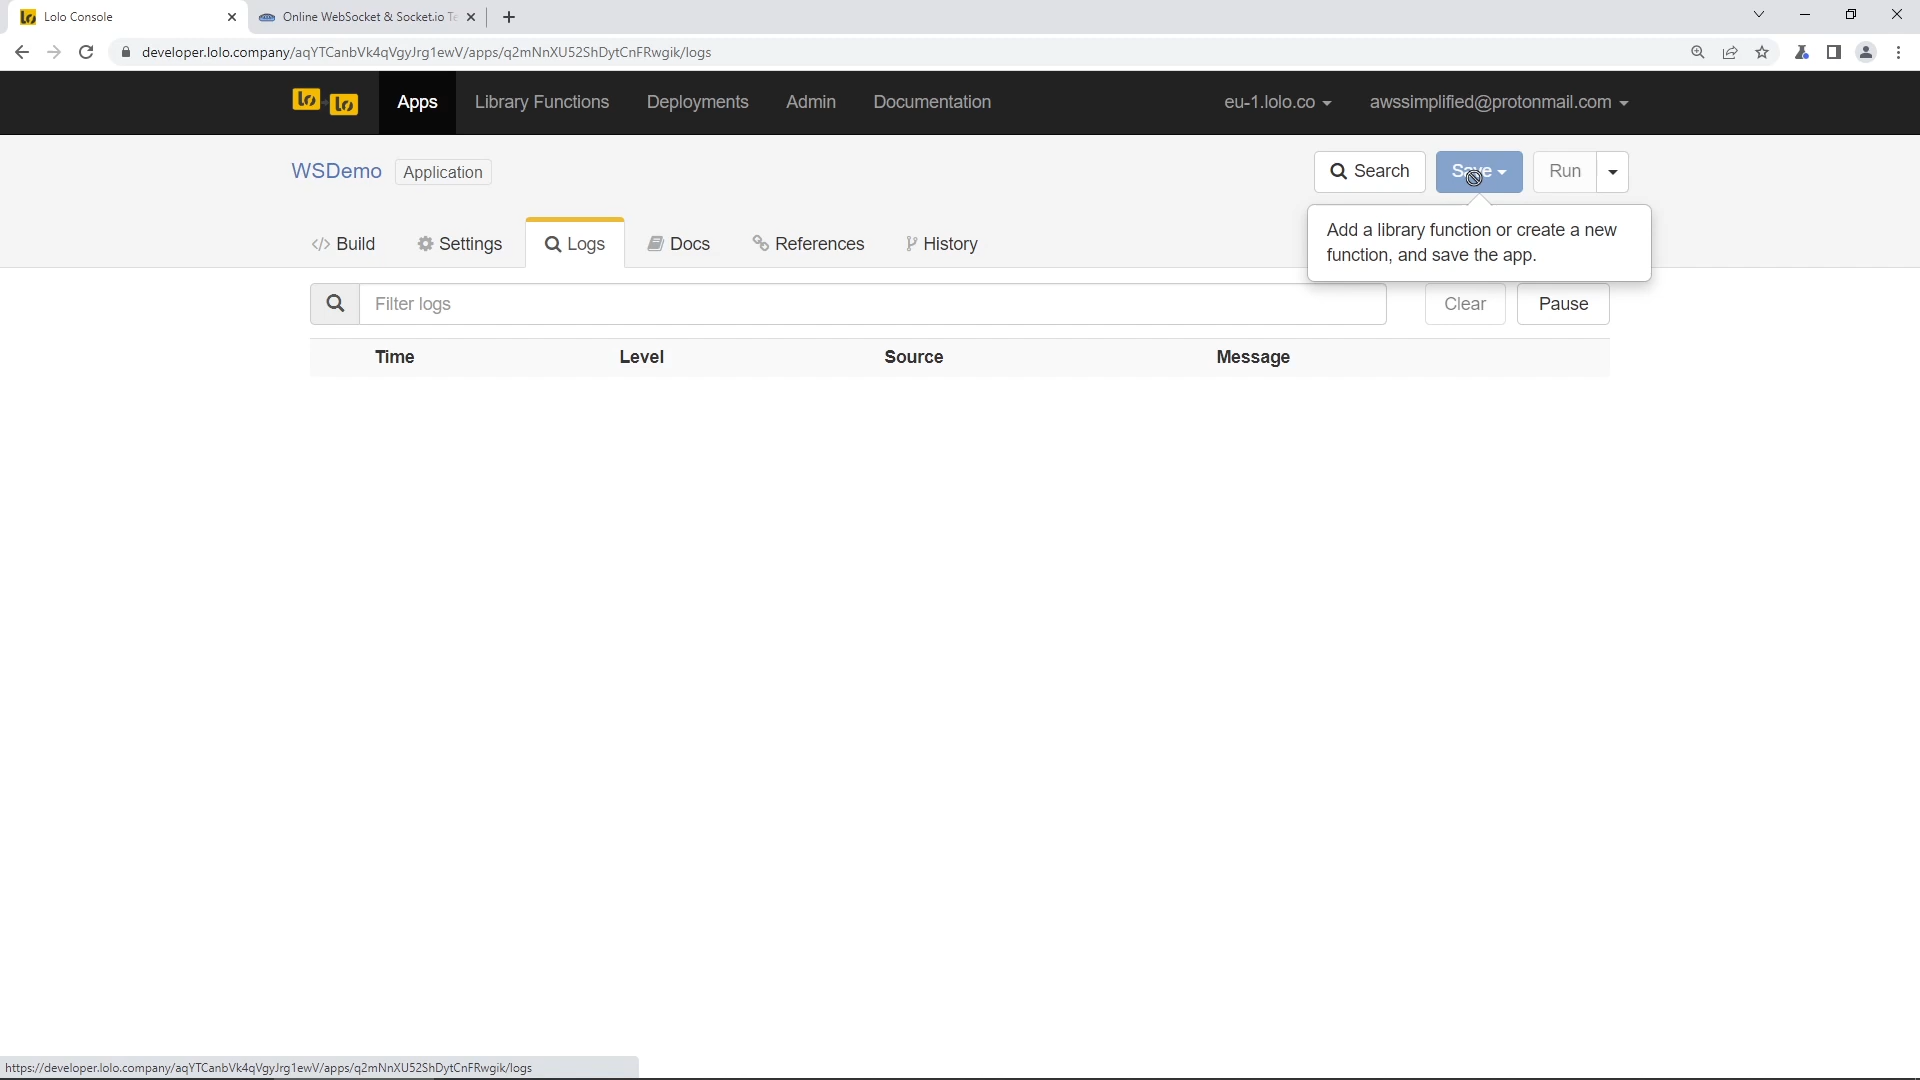 Lolo Console
Online WebSocket & Socket.io Te
developer.lolo.company/aqYTCanbVk4qVgyJrg1ewV/apps/q2mNnXU52ShDytCnFRwgik/logs
lo lo
Apps
Library Functions
Deployments
Admin
Documentation
eu-1.lolo.co
awssimplified@protonmail.com
WSDemo
Application
Search
Save
Run
Add a library function or create a new
function, and save the app.
</> Build
Settings
Logs
Docs
References
History
Filter logs
Clear
Pause
Time
Level
Source
Message
https://developer.lolo.company/aqYTCanbVk4qVgyJrg1ewV/apps/q2mNnXU52ShDytCnFRwgik/logs